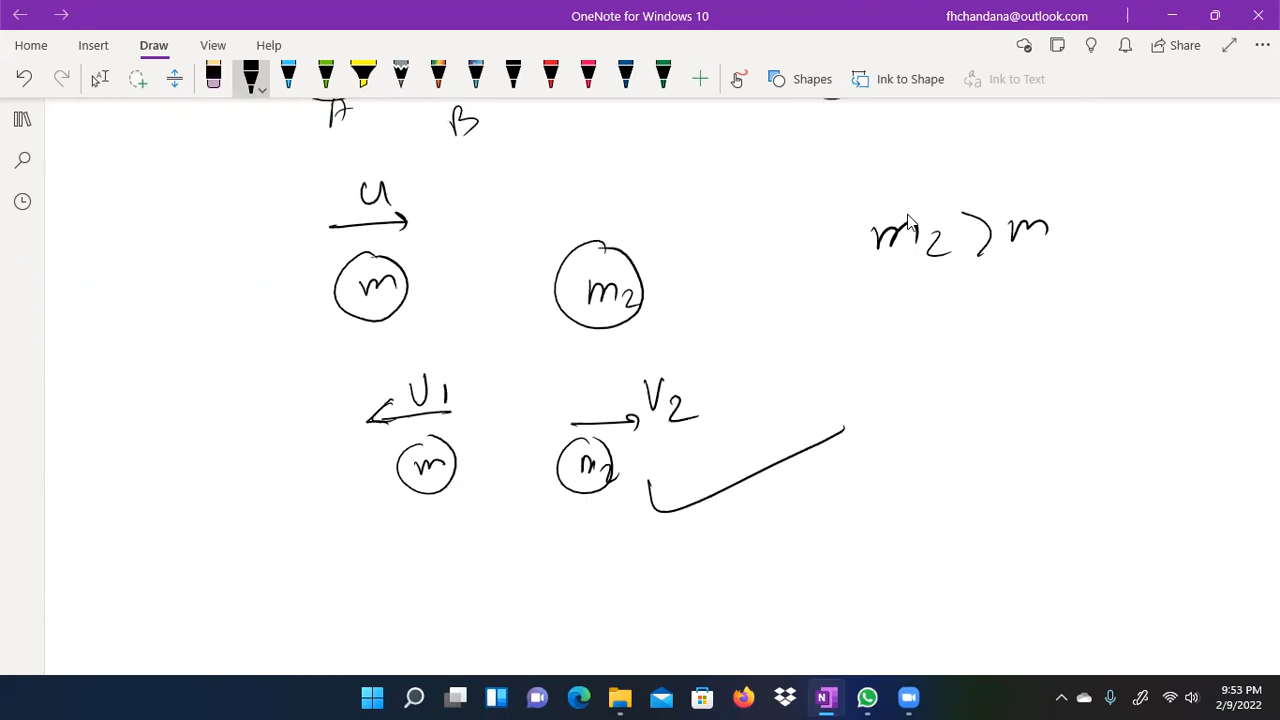 OneNote for Windows 10
fhchandana@outlook.com
Home Insert Draw View Help
Share
Shapes Ink to Shape Ink to Text
A B
u
m m2
m2 > m
V1 V2
m m2
9:53 PM
2/9/2022